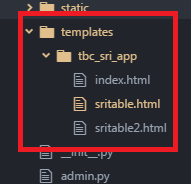 static
templates
tbc_sri_app
index.html
sritable.html
sritable2.html
__init__.py
admin.py